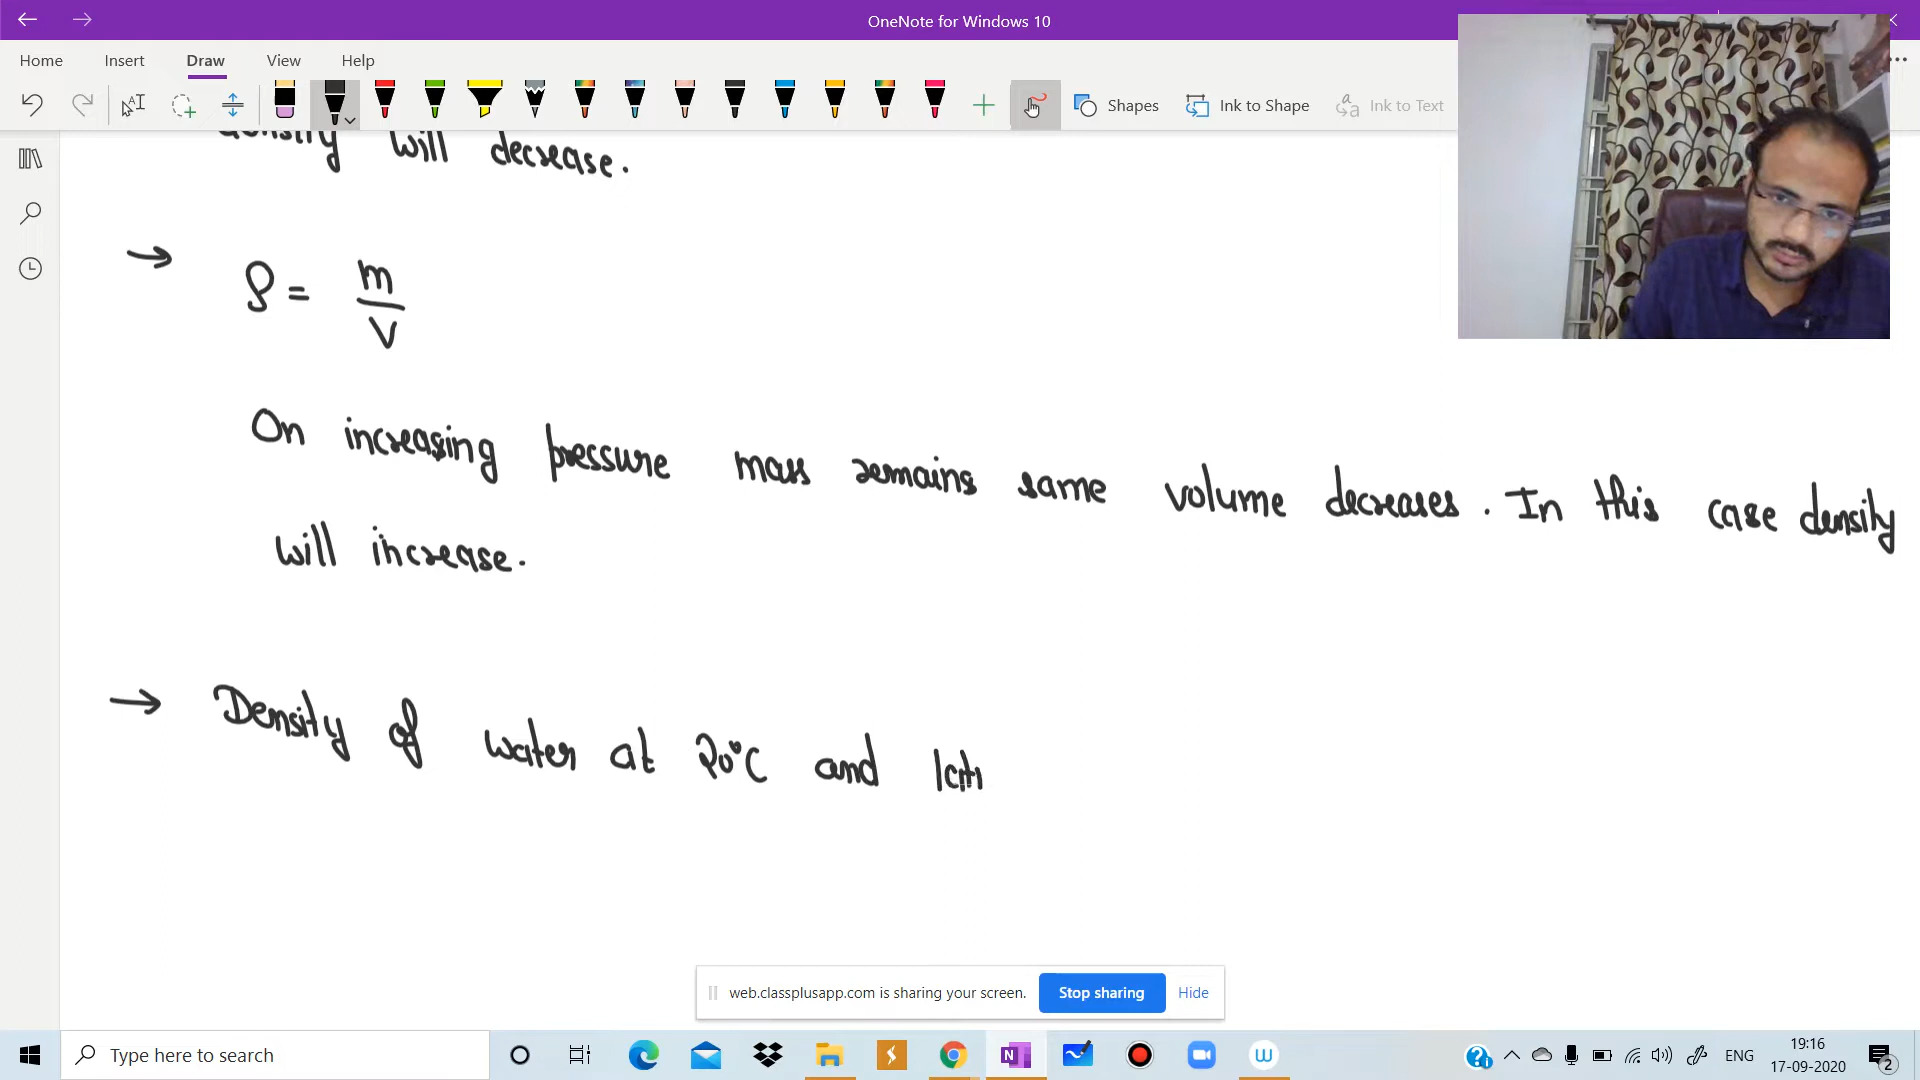 OneNote for Windows 10
Home Insert Draw View Help
Shapes Ink to Shape Ink to Text
density will decrease.
→ ρ = m
V
On increasing pressure mass remains same volume decreases. In this case density
will increase.
→ Density of water at 20°C and 1atm
web.classplusapp.com is sharing your screen. Stop sharing Hide
Type here to search
ENG
19:16
17-09-2020
2